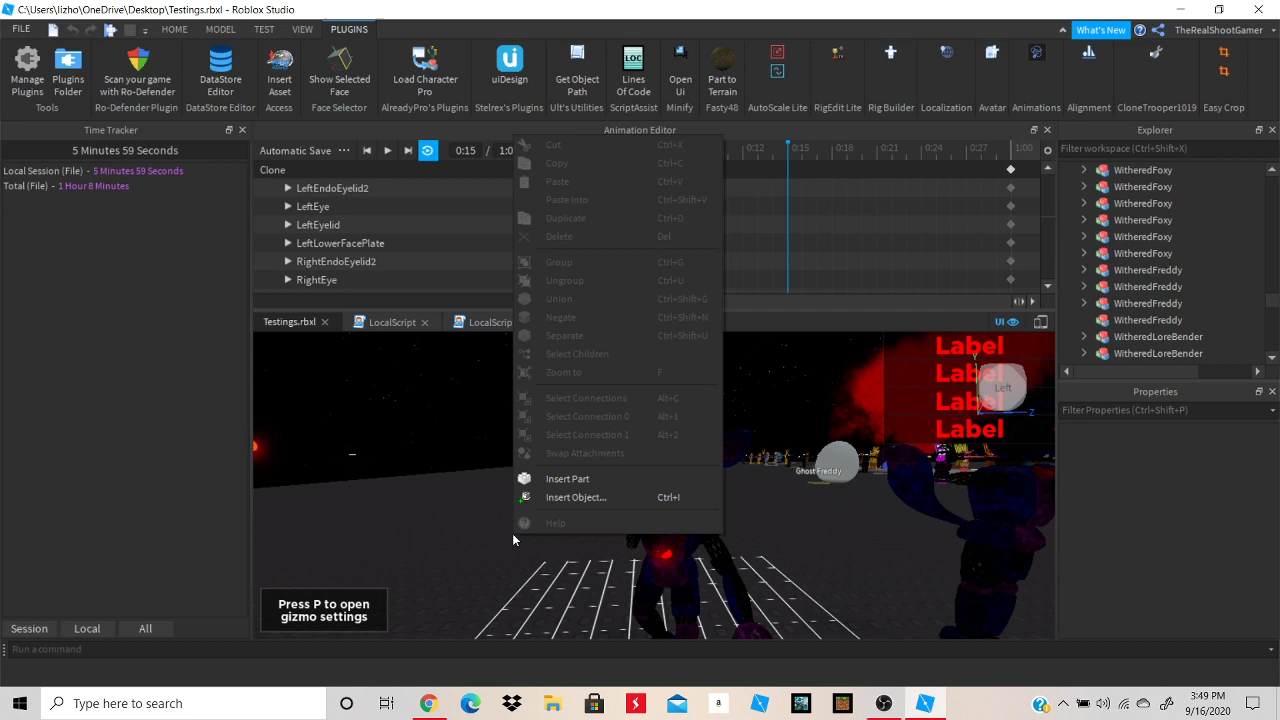 C:\Users\lizho\OneDrive\Desktop\Testings.rbxl - Roblox Studio
FILE HOME MODEL TEST VIEW PLUGINS What's New TheRealShootGamer
Manage Plugins
Plugins Folder
Scan your game with Ro-Defender
DataStore Editor
Insert Asset
Show Selected Face
Load Character Pro
uiDesign
Get Object Path
LOC
Lines Of Code
Open Ui
Part to Terrain
Tools Ro-Defender Plugin DataStore Editor Access Face Selector AlreadyPro's Plugins Stelrex's Plugins Ult's Utilities ScriptAssist Minify Fasty48 AutoScale Lite RigEdit Lite Rig Builder Localization Avatar Animations Alignment CloneTrooper1019 Easy Crop
Time Tracker
5 Minutes 59 Seconds
Local Session (File) - 5 Minutes 59 Seconds
Total (File) - 1 Hour 8 Minutes
Session Local All
Animation Editor
Automatic Save 0:15 / 1:0
0:12 0:15 0:18 0:21 0:24 0:27 1:00
Clone
LeftEndoEyelid2
LeftEye
LeftEyelid
LeftLowerFacePlate
RightEndoEyelid2
RightEye
Testings.rbxl LocalScript LocalScrip UI
Cut Ctrl+X
Copy Ctrl+C
Paste Ctrl+V
Paste Into Ctrl+Shift+V
Duplicate Ctrl+D
Delete Del
Group Ctrl+G
Ungroup Ctrl+U
Union Ctrl+Shift+G
Negate Ctrl+Shift+N
Separate Ctrl+Shift+U
Select Children
Zoom to F
Select Connections Alt+C
Select Connection 0 Alt+1
Select Connection 1 Alt+2
Swap Attachments
Insert Part
Insert Object... Ctrl+I
Help
Label
Label
Label
Label
Y
Left
Z
Ghost Freddy
Press P to open
gizmo settings
Explorer
Filter workspace (Ctrl+Shift+X)
WitheredFoxy
WitheredFoxy
WitheredFoxy
WitheredFoxy
WitheredFoxy
WitheredFoxy
WitheredFreddy
WitheredFreddy
WitheredFreddy
WitheredFreddy
WitheredLoreBender
WitheredLoreBender
Properties
Filter Properties (Ctrl+Shift+P)
Run a command
Type here to search
3:49 PM
9/16/2020